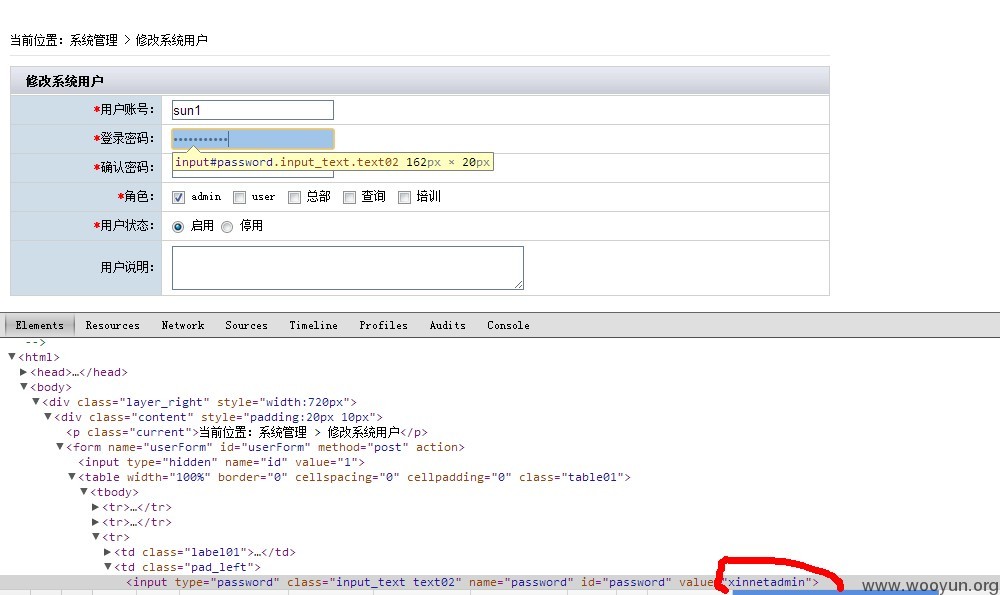 当前位置：系统管理 > 修改系统用户
修改系统用户
*用户账号： sun1
*登录密码： •••••••••••
input#password.input_text.text02 162px × 20px
*确认密码：
*角色： admin user 总部 查询 培训
*用户状态： 启用 停用
用户说明：
Elements Resources Network Sources Timeline Profiles Audits Console
-->
▼<html>
▶<head>…</head>
▼<body>
▼<div class="layer_right" style="width:720px">
▼<div class="content" style="padding:20px 10px">
<p class="current">当前位置：系统管理 > 修改系统用户</p>
▼<form name="userForm" id="userForm" method="post" action>
<input type="hidden" name="id" value="1">
▼<table width="100%" border="0" cellspacing="0" cellpadding="0" class="table01">
▼<tbody>
▶<tr>…</tr>
▶<tr>…</tr>
▼<tr>
▶<td class="label01">…</td>
▼<td class="pad_left">
<input type="password" class="input_text text02" name="password" id="password" value="xinnetadmin">
www.wooyun.org